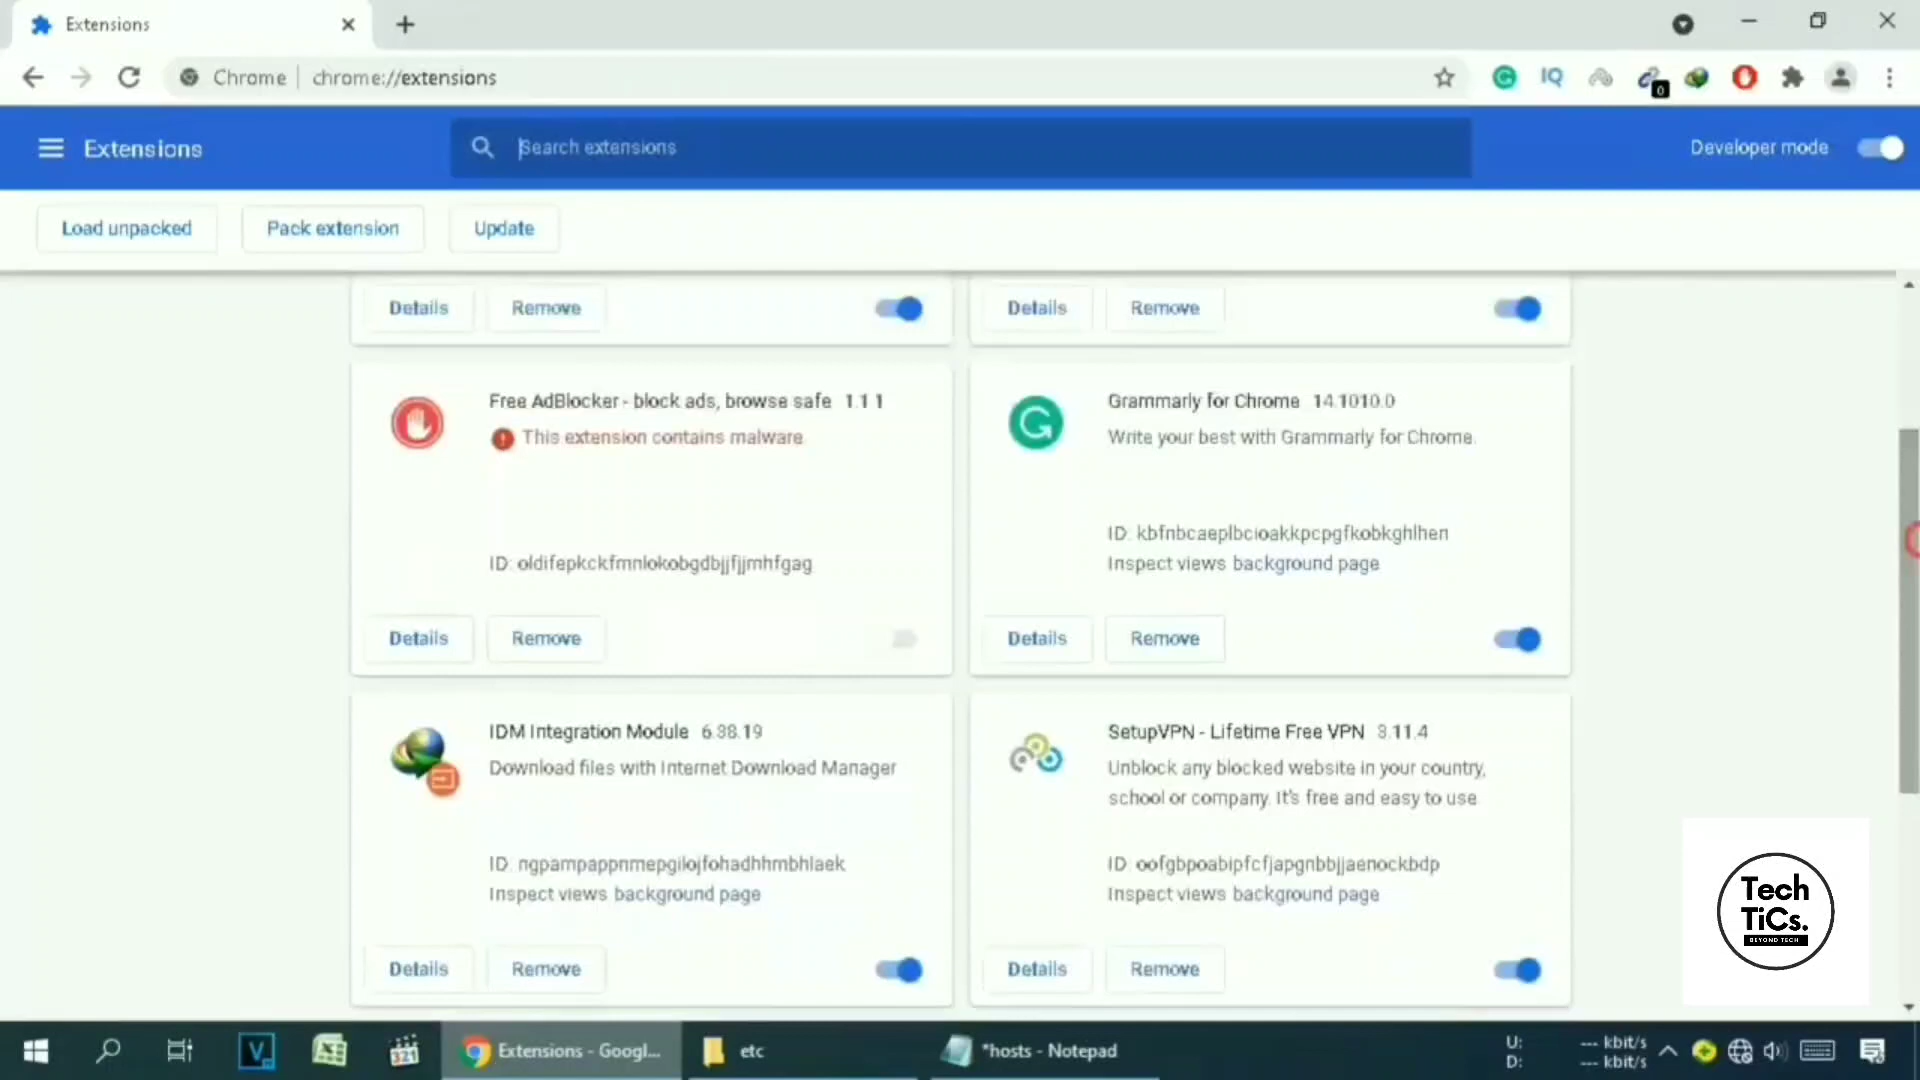 Extensions
Chrome chrome://extensions
IQ
0
Extensions
Search extensions
Developer mode
Load unpacked
Pack extension
Update
Details
Remove
Details
Remove
Free AdBlocker - block ads, browse safe 1.1 1
This extension contains malware.
ID: oldifepkckfmnlokobgdbjjfjjmhfgag
Details
Remove
Grammarly for Chrome 14.1010.0
Write your best with Grammarly for Chrome.
ID: kbfnbcaeplbcioakkpcpgfkobkghlhen
Inspect views background page
Details
Remove
IDM Integration Module 6.38.19
Download files with Internet Download Manager
ID: ngpampappnmepgilojfohadhhmbhlaek
Inspect views background page
Details
Remove
SetupVPN - Lifetime Free VPN 3.11.4
Unblock any blocked website in your country,
school or company. It's free and easy to use
ID: oofgbpoabipfcfjapgnbbjjaenockbdp
Inspect views background page
Details
Remove
Tech
TiCs.
BEYOND TECH
321
Extensions - Googl...
etc
*hosts - Notepad
U: --- kbit/s
D: --- kbit/s